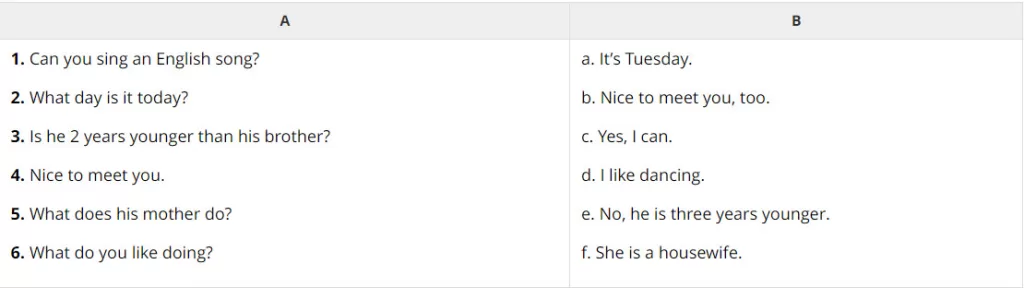 A
B
1. Can you sing an English song?
a. It’s Tuesday.
2. What day is it today?
b. Nice to meet you, too.
3. Is he 2 years younger than his brother?
c. Yes, I can.
4. Nice to meet you.
d. I like dancing.
5. What does his mother do?
e. No, he is three years younger.
6. What do you like doing?
f. She is a housewife.